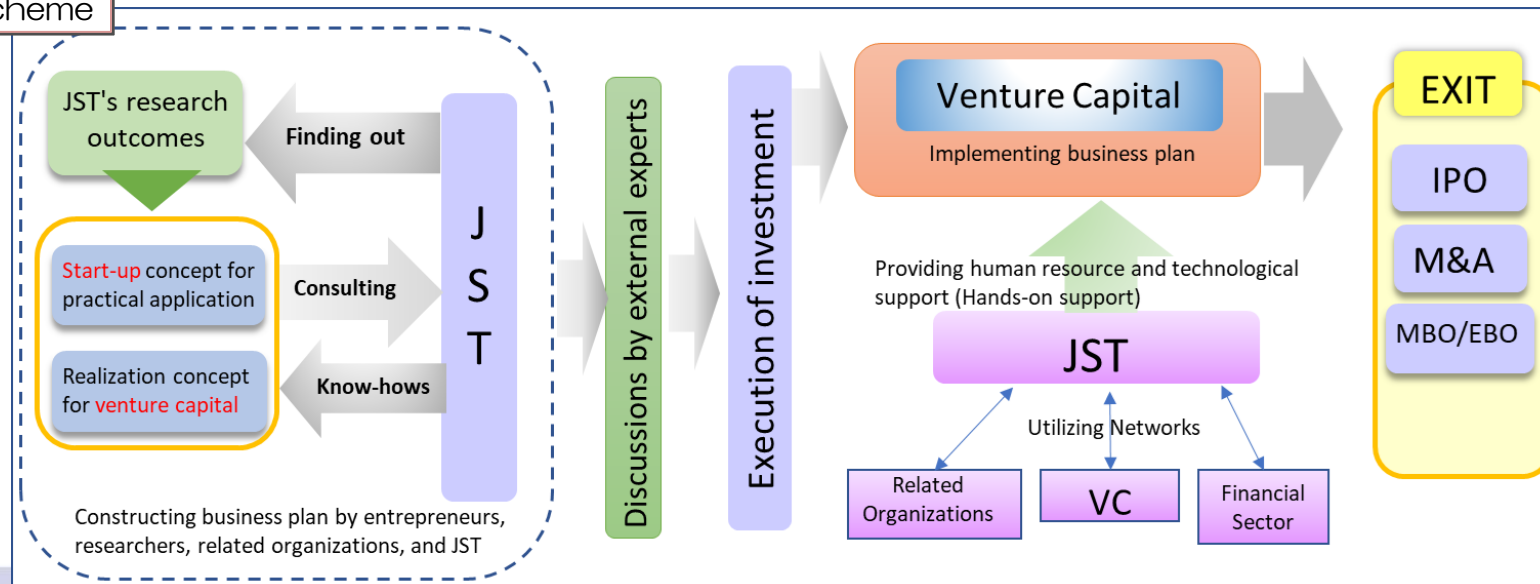 cheme
JST's research
outcomes
Finding out
Start-up concept for
practical application
Consulting
Realization concept
for venture capital
Know-hows
J
S
T
Constructing business plan by entrepreneurs,
researchers, related organizations, and JST
Discussions by external experts
Execution of investment
Venture Capital
Implementing business plan
Providing human resource and technological
support (Hands-on support)
JST
Utilizing Networks
Related
Organizations
VC
Financial
Sector
EXIT
IPO
M&A
MBO/EBO